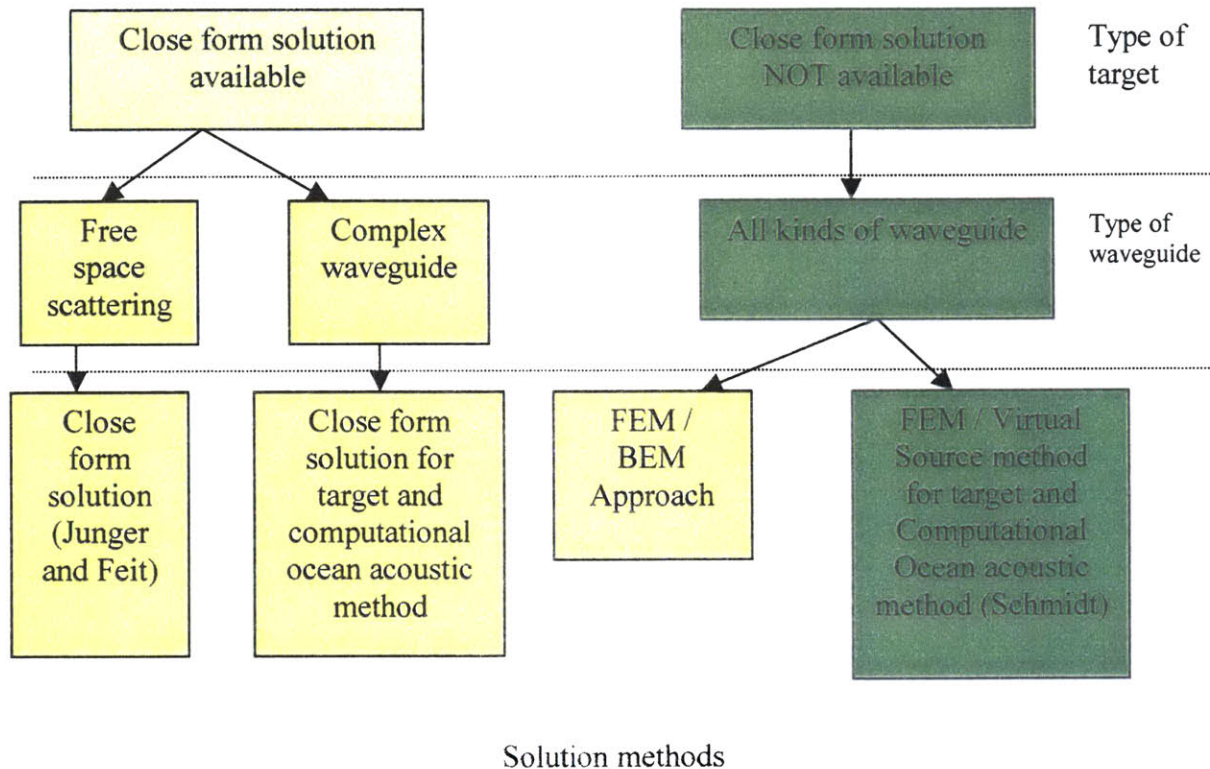 Close form solution
available
Close form solution
NOT available
Type of
target
Free
space
scattering
Complex
waveguide
All kinds of waveguide
Type of
waveguide
Close
form
solution
(Junger
and Feit)
Close form
solution for
target and
computational
ocean acoustic
method
FEM /
BEM
Approach
FEM / Virtual
Source method
for target and
Computational
Ocean acoustic
method (Schmidt)
Solution methods